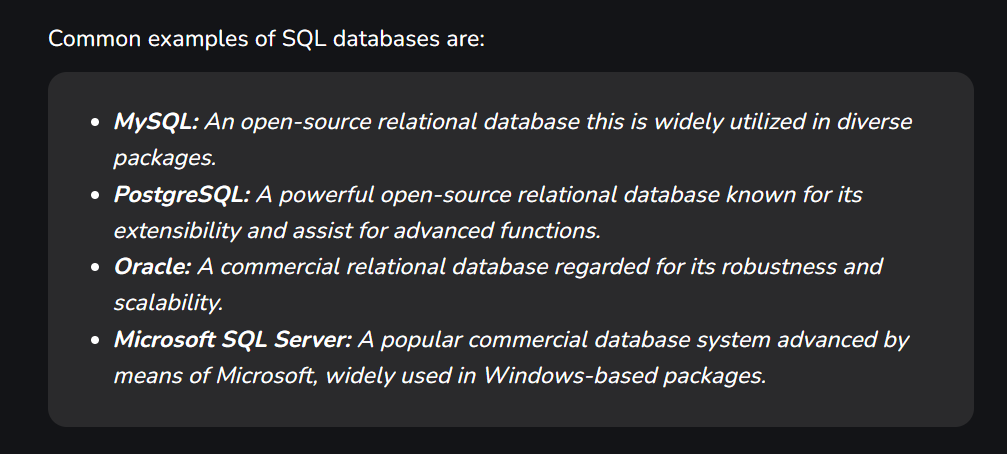 Common examples of SQL databases are:
• MySQL: An open-source relational database this is widely utilized in diverse
packages.
• PostgreSQL: A powerful open-source relational database known for its
extensibility and assist for advanced functions.
• Oracle: A commercial relational database regarded for its robustness and
scalability.
• Microsoft SQL Server: A popular commercial database system advanced by
means of Microsoft, widely used in Windows-based packages.